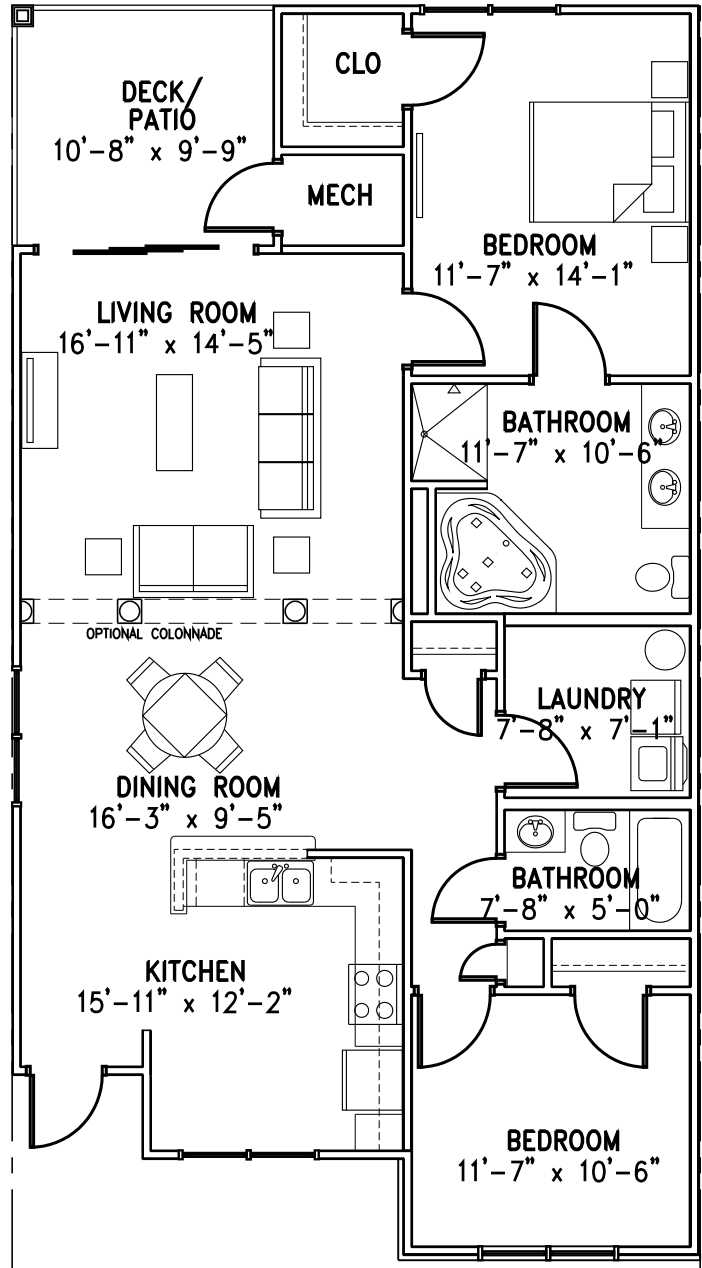 CLO
DECK/
PATIO
10'-8" x 9'-9"
MECH
BEDROOM
11'-7" x 14'-1"
LIVING ROOM
16'-11" x 14'-5"
BATHROOM
11'-7" x 10'-6"
OPTIONAL COLONNADE
LAUNDRY
7'-8" x 7'-1"
DINING ROOM
16'-3" x 9'-5"
BATHROOM
7'-8" x 5'-0"
KITCHEN
15'-11" x 12'-2"
BEDROOM
11'-7" x 10'-6"